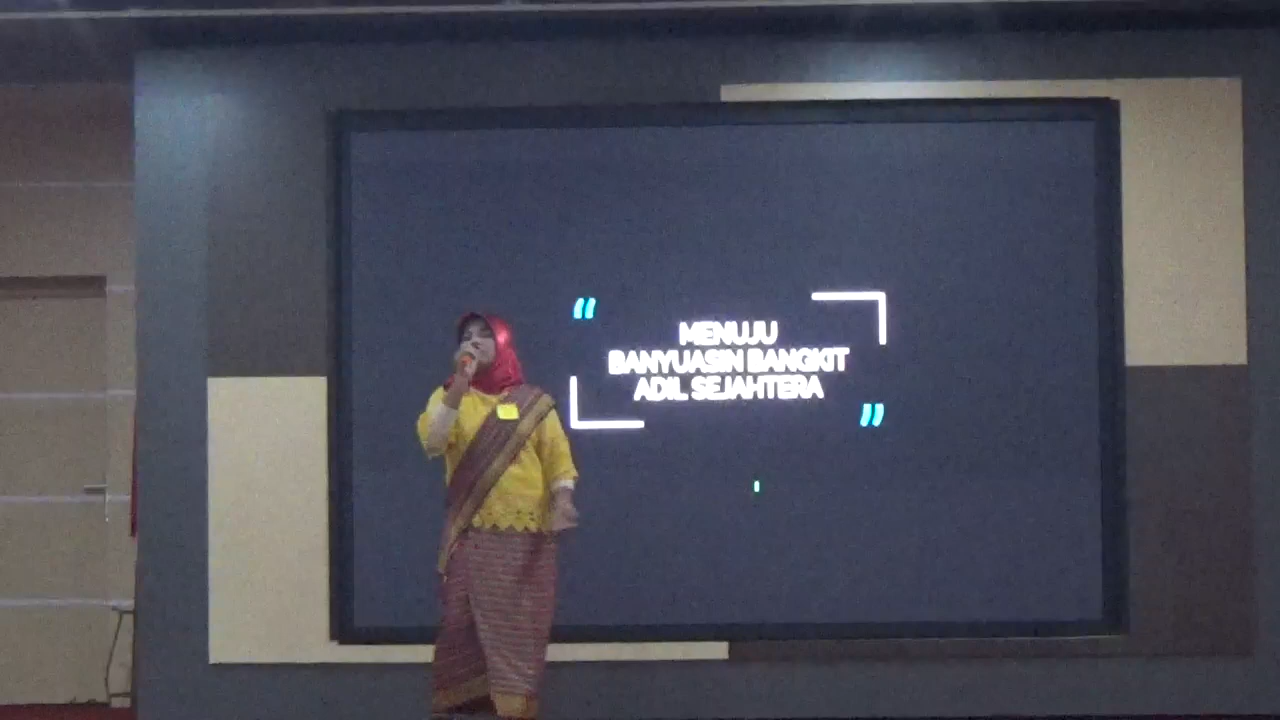 "
MENUJU
BANYUASIN BANGKIT
ADIL SEJAHTERA
"